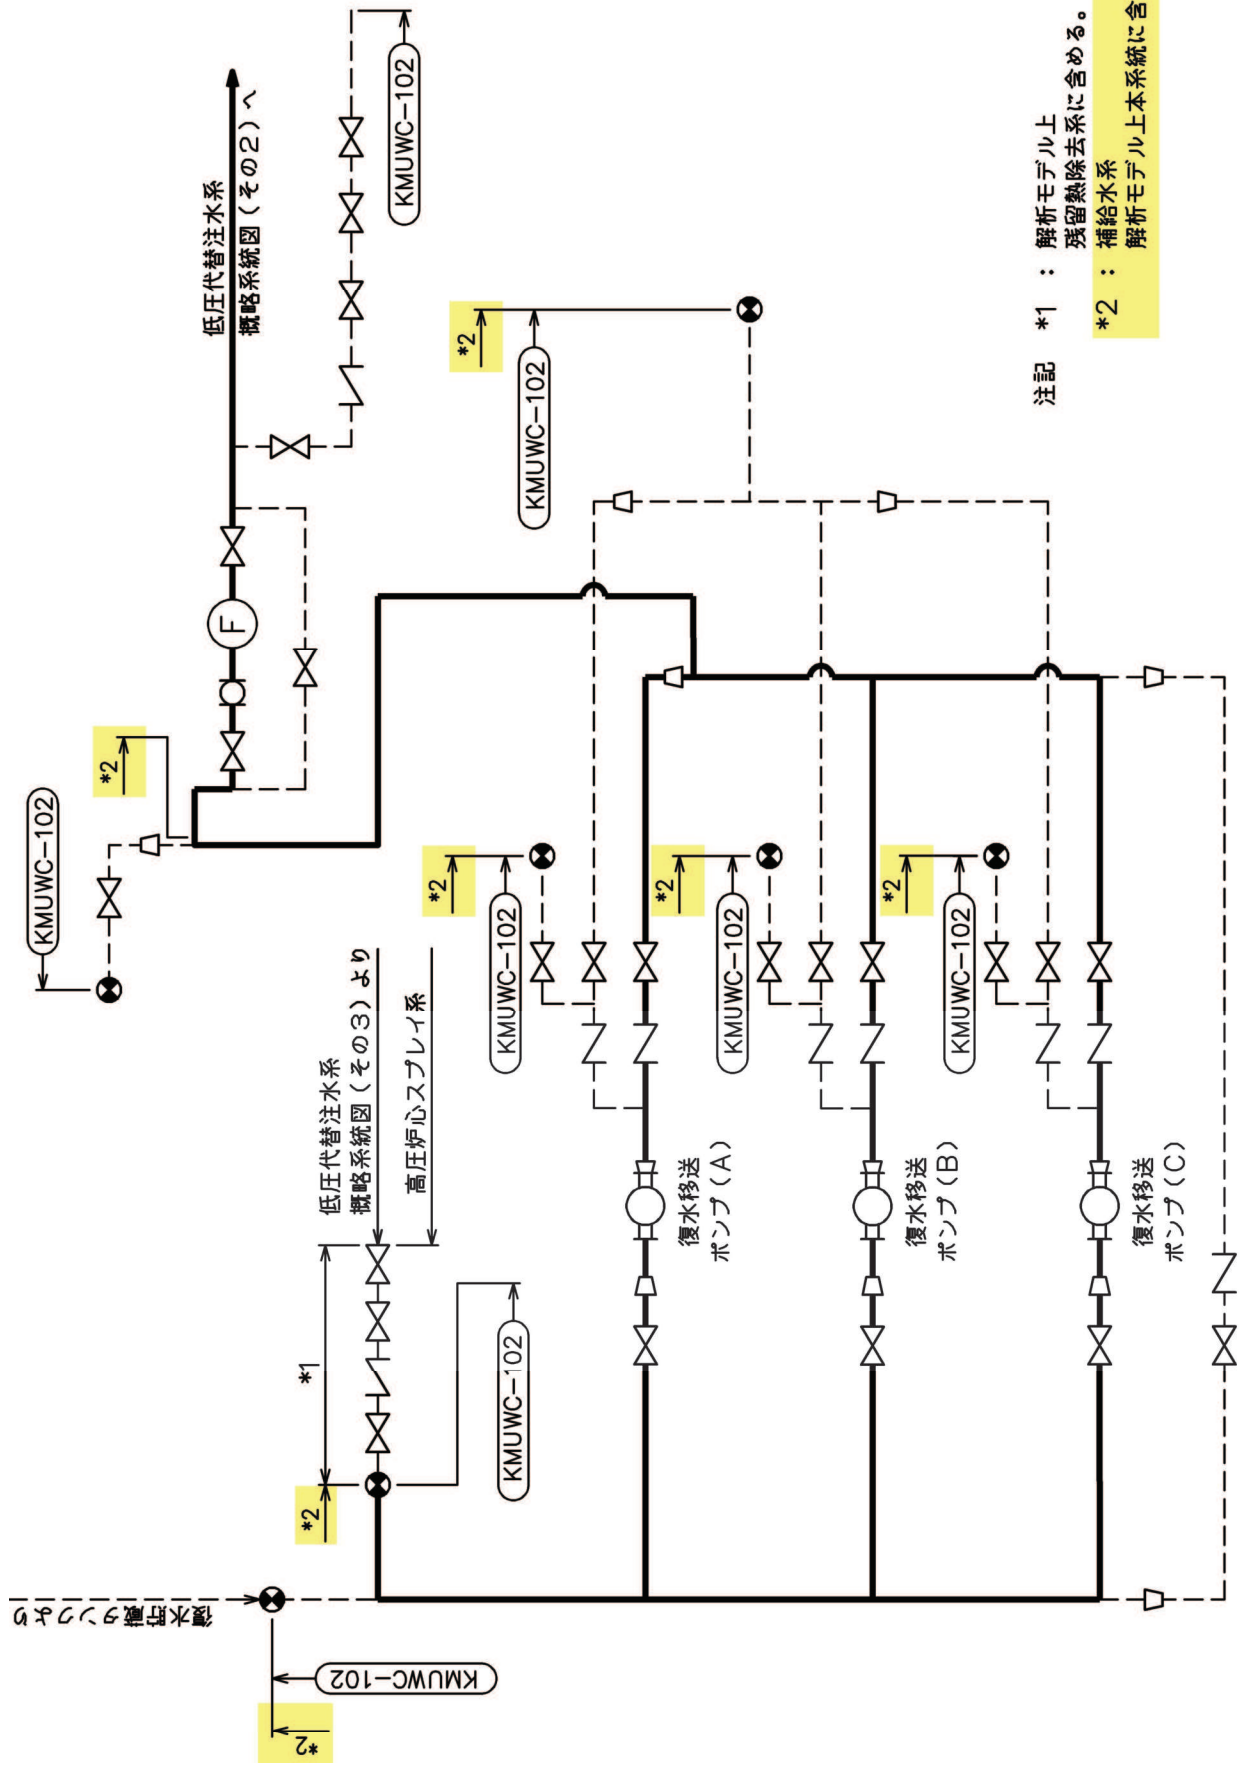 KMUWC-102
*2
低圧代替注水系
概略系統図(その2)へ
F
KMUWC-102
*2
KMUWC-102
低圧代替注水系
概略系統図(その3)より
高圧炉心スプレイ系
*1
*2
KMUWC-102
復水貯蔵タンクより
KMUWC-102
*2
*2
KMUWC-102
*2
KMUWC-102
*2
KMUWC-102
復水移送
ポンプ(A)
復水移送
ポンプ(B)
復水移送
ポンプ(C)
注記 *1 : 解析モデル上
残留熱除去系に含める。
*2 : 補給水系
解析モデル上本系統に含